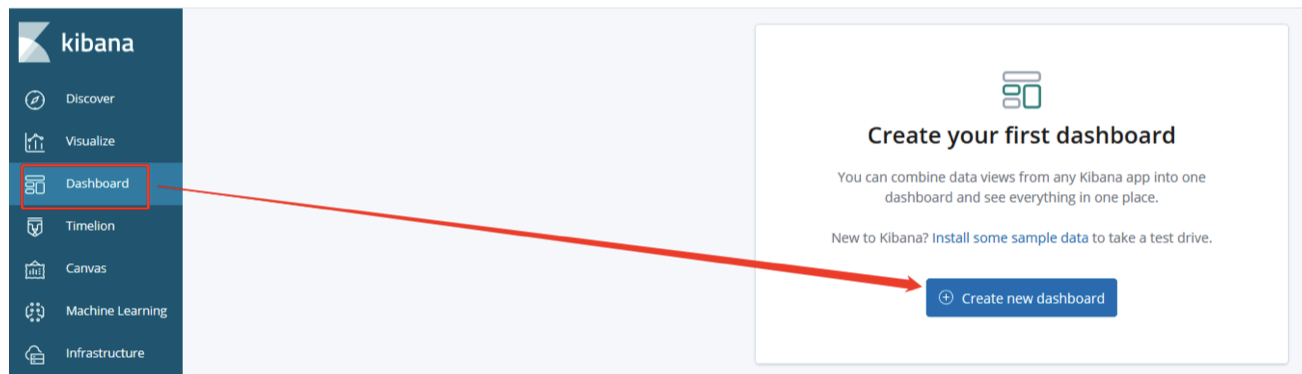 kibana
Discover
Visualize
Dashboard
Timelion
Canvas
Machine Learning
Infrastructure
Create your first dashboard
You can combine data views from any Kibana app into one
dashboard and see everything in one place.
New to Kibana? Install some sample data to take a test drive.
Create new dashboard